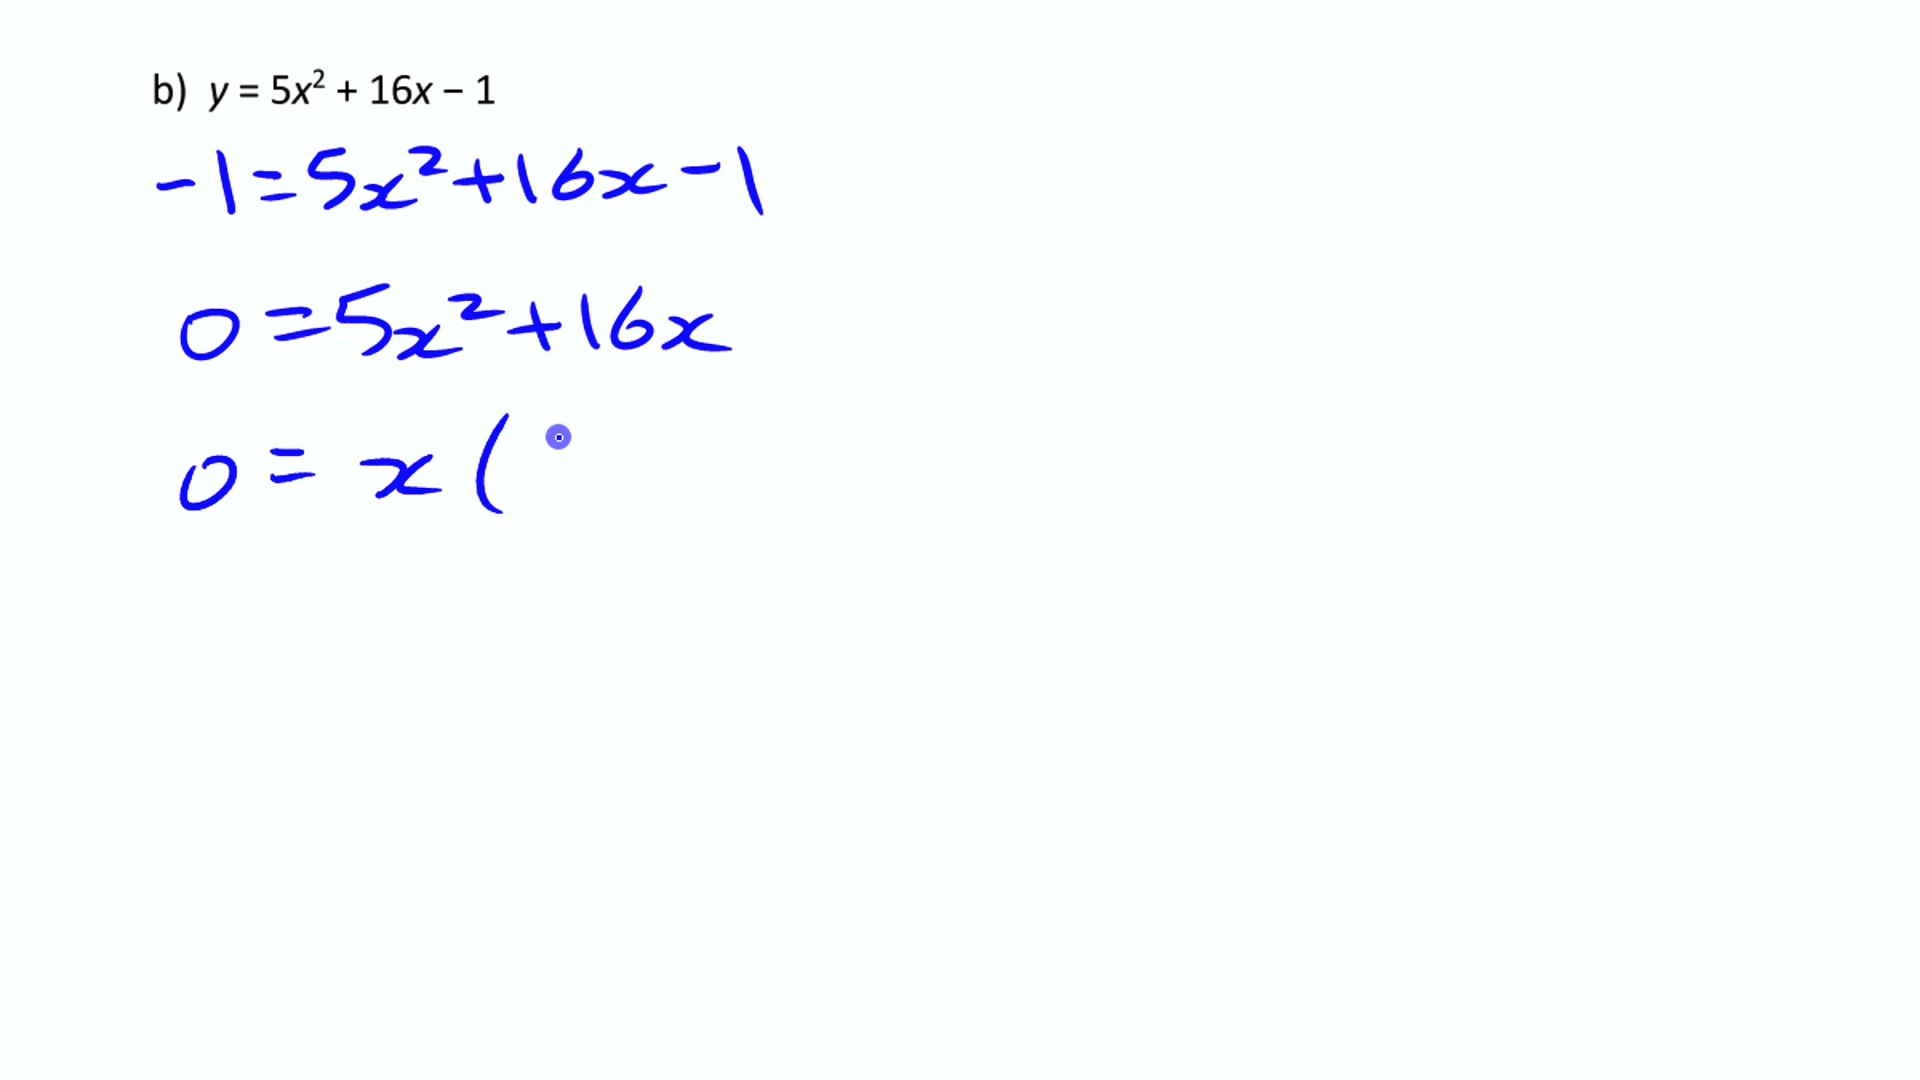 b) y = 5x² + 16x – 1
-1=5x²+16x-1
0=5x²+16x
0 = x (